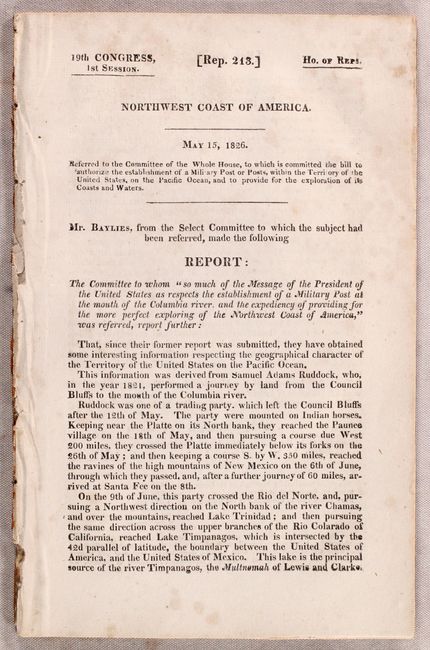 19th CONGRESS, [Rep. 213.] Ho. OF REPS.
1st SESSION.
NORTHWEST COAST OF AMERICA.
MAY 15, 1826.
Referred to the Committee of the Whole House, to which is committed the bill to
authorize the establishment of a Military Post or Posts, within the Territory of the
United States, on the Pacific Ocean, and to provide for the exploration of its
Coasts and Waters.
Mr. BAYLIES, from the Select Committee to which the subject had
been referred, made the following
REPORT:
The Committee to whom "so much of the Message of the President of
the United States as respects the establishment of a Military Post at
the mouth of the Columbia river. and the expediency of providing for
the more perfect exploring of the Northwest Coast of America,"
was referred, report further:
That, since their former report was submitted, they have obtained
some interesting information respecting the geographical character of
the Territory of the United States on the Pacific Ocean.
This information was derived from Samuel Adams Ruddock, who,
in the year 1821, performed a journey by land from the Council
Bluffs to the mouth of the Columbia river.
Ruddock was one of a trading party. which left the Council Bluffs
after the 12th of May. The party were mounted on Indian horses.
Keeping near the Platte on its North bank, they reached the Paunee
village on the 18th of May, and then pursuing a course due West
200 miles, they crossed the Platte immediately below its forks on the
26th of May; and then keeping a course S. by W. 350 miles, reached
the ravines of the high mountains of New Mexico on the 6th of June,
through which they passed, and, after a further journey of 60 miles, ar-
rived at Santa Fee on the 8th.
On the 9th of June, this party crossed the Rio del Norte, and, pur-
suing a Northwest direction on the North bank of the river Chamas,
and over the mountains, reached Lake Trinidad; and then pursuing
the same direction across the upper branches of the Rio Colarado of
California, reached Lake Timpanagos, which is intersected by the
42d parallel of latitude, the boundary between the United States of
America, and the United States of Mexico. This lake is the principal
source of the river Timpanagos, the Multnomah of Lewis and Clarke.